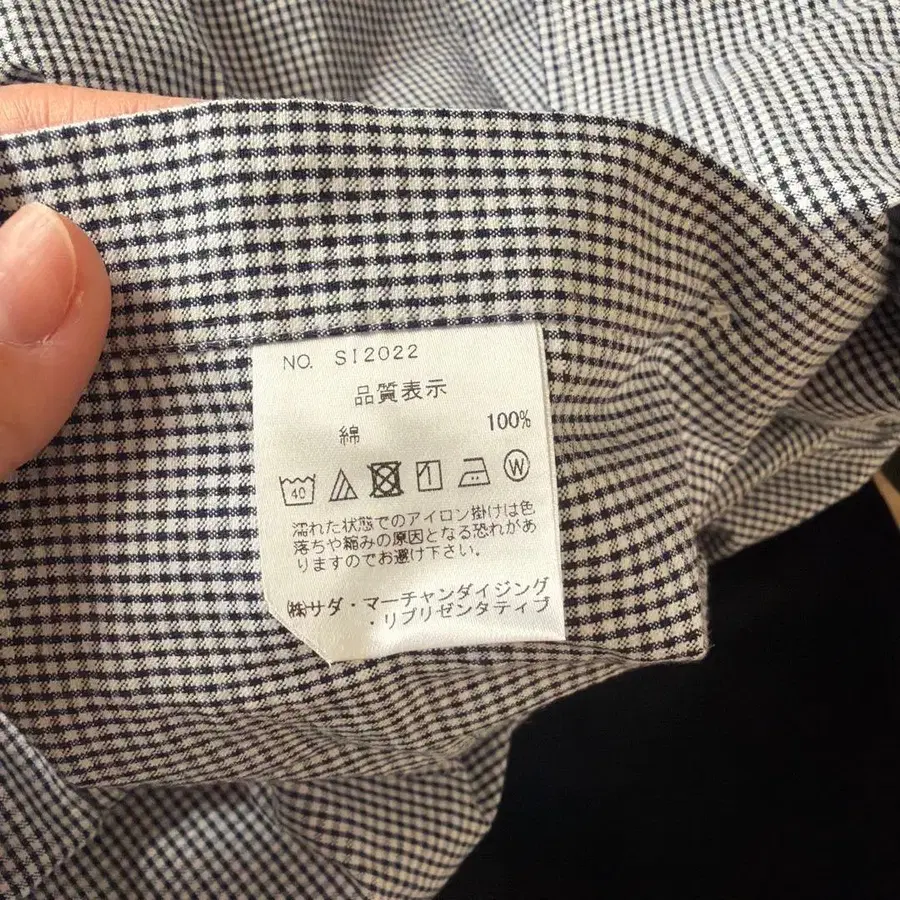 NO. SI2022
品質表示
綿 100%
40 W
濡れた状態でのアイロン掛けは色
落ちや縮みの原因となる恐れがあ
りますのでお避け下さい。
㈱サダ・マーチャンダイジング
・リプリゼンタティブ